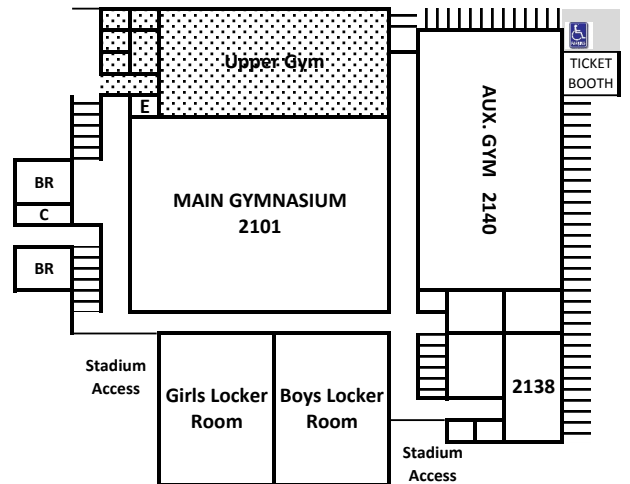 Upper Gym
TICKET
BOOTH
E
AUX. GYM 2140
BR
MAIN GYMNASIUM
2101
C
BR
Stadium
Access
Girls Locker
Room
Boys Locker
Room
2138
Stadium
Access